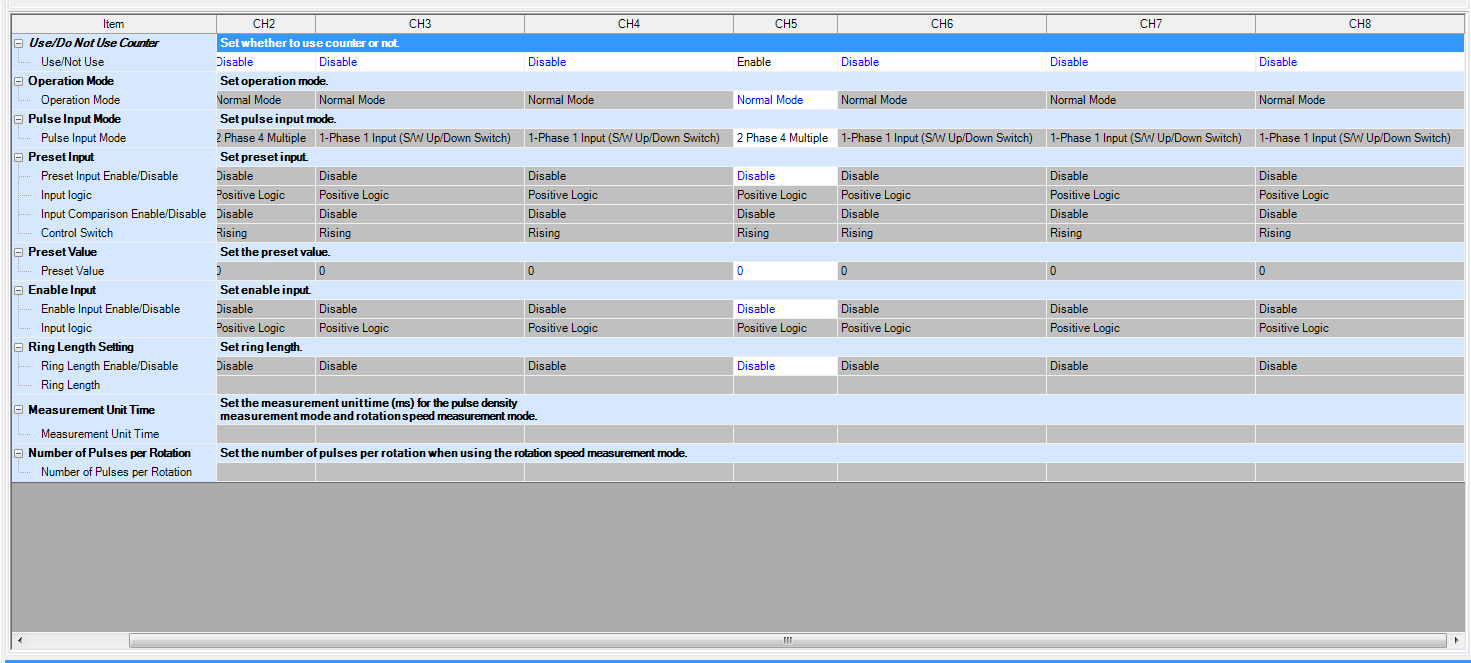 Item CH2 CH3 CH4 CH5 CH6 CH7 CH8
Use/Do Not Use Counter Set whether to use counter or not.
Use/Not Use Disable Disable Disable Enable Disable Disable Disable
Operation Mode Set operation mode.
Operation Mode Normal Mode Normal Mode Normal Mode Normal Mode Normal Mode Normal Mode Normal Mode
Pulse Input Mode Set pulse input mode.
Pulse Input Mode 2 Phase 4 Multiple 1-Phase 1 Input (S/W Up/Down Switch) 1-Phase 1 Input (S/W Up/Down Switch) 2 Phase 4 Multiple 1-Phase 1 Input (S/W Up/Down Switch) 1-Phase 1 Input (S/W Up/Down Switch) 1-Phase 1 Input (S/W Up/Down Switch)
Preset Input Set preset input.
Preset Input Enable/Disable Disable Disable Disable Disable Disable Disable Disable
Input logic Positive Logic Positive Logic Positive Logic Positive Logic Positive Logic Positive Logic Positive Logic
Input Comparison Enable/Disable Disable Disable Disable Disable Disable Disable Disable
Control Switch Rising Rising Rising Rising Rising Rising Rising
Preset Value Set the preset value.
Preset Value 0 0 0 0 0 0 0
Enable Input Set enable input.
Enable Input Enable/Disable Disable Disable Disable Disable Disable Disable Disable
Input logic Positive Logic Positive Logic Positive Logic Positive Logic Positive Logic Positive Logic Positive Logic
Ring Length Setting Set ring length.
Ring Length Enable/Disable Disable Disable Disable Disable Disable Disable Disable
Ring Length
Measurement Unit Time Set the measurement unit time (ms) for the pulse density
measurement mode and rotation speed measurement mode.
Measurement Unit Time
Number of Pulses per Rotation Set the number of pulses per rotation when using the rotation speed measurement mode.
Number of Pulses per Rotation